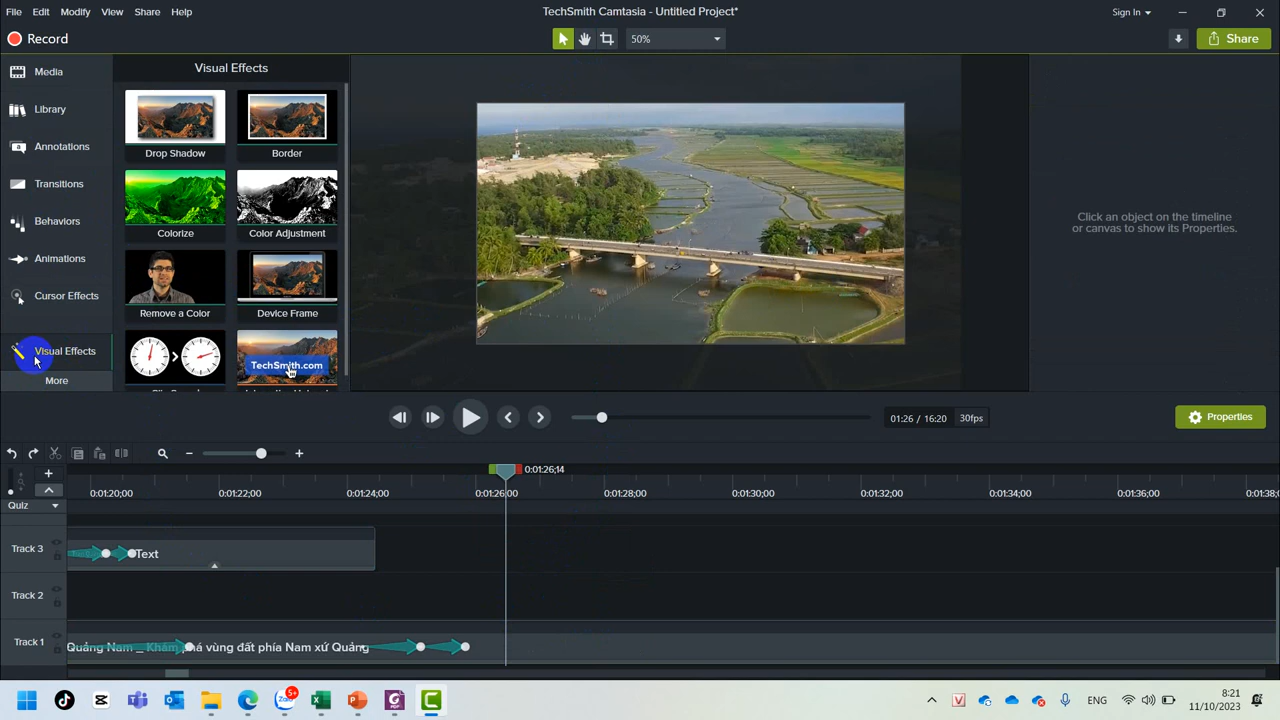 File Edit Modify View Share Help
TechSmith Camtasia - Untitled Project*
Sign In
Record
50%
Share
Media
Library
Annotations
Transitions
Behaviors
Animations
Cursor Effects
Visual Effects
More
Visual Effects
Drop Shadow
Border
Colorize
Color Adjustment
Remove a Color
Device Frame
TechSmith.com
Click an object on the timeline
or canvas to show its Properties.
01:26 / 16:20
30fps
Properties
0:01:26;14
0:01:20;00
0:01:22;00
0:01:24;00
0:01:26;00
0:01:28;00
0:01:30;00
0:01:32;00
0:01:34;00
0:01:36;00
0:01:38;
Quiz
Track 3
Text
Track 2
Track 1
Quảng Nam _ Khám phá vùng đất phía Nam xứ Quảng
5+
Zalo
PDF
ENG
8:21
11/10/2023